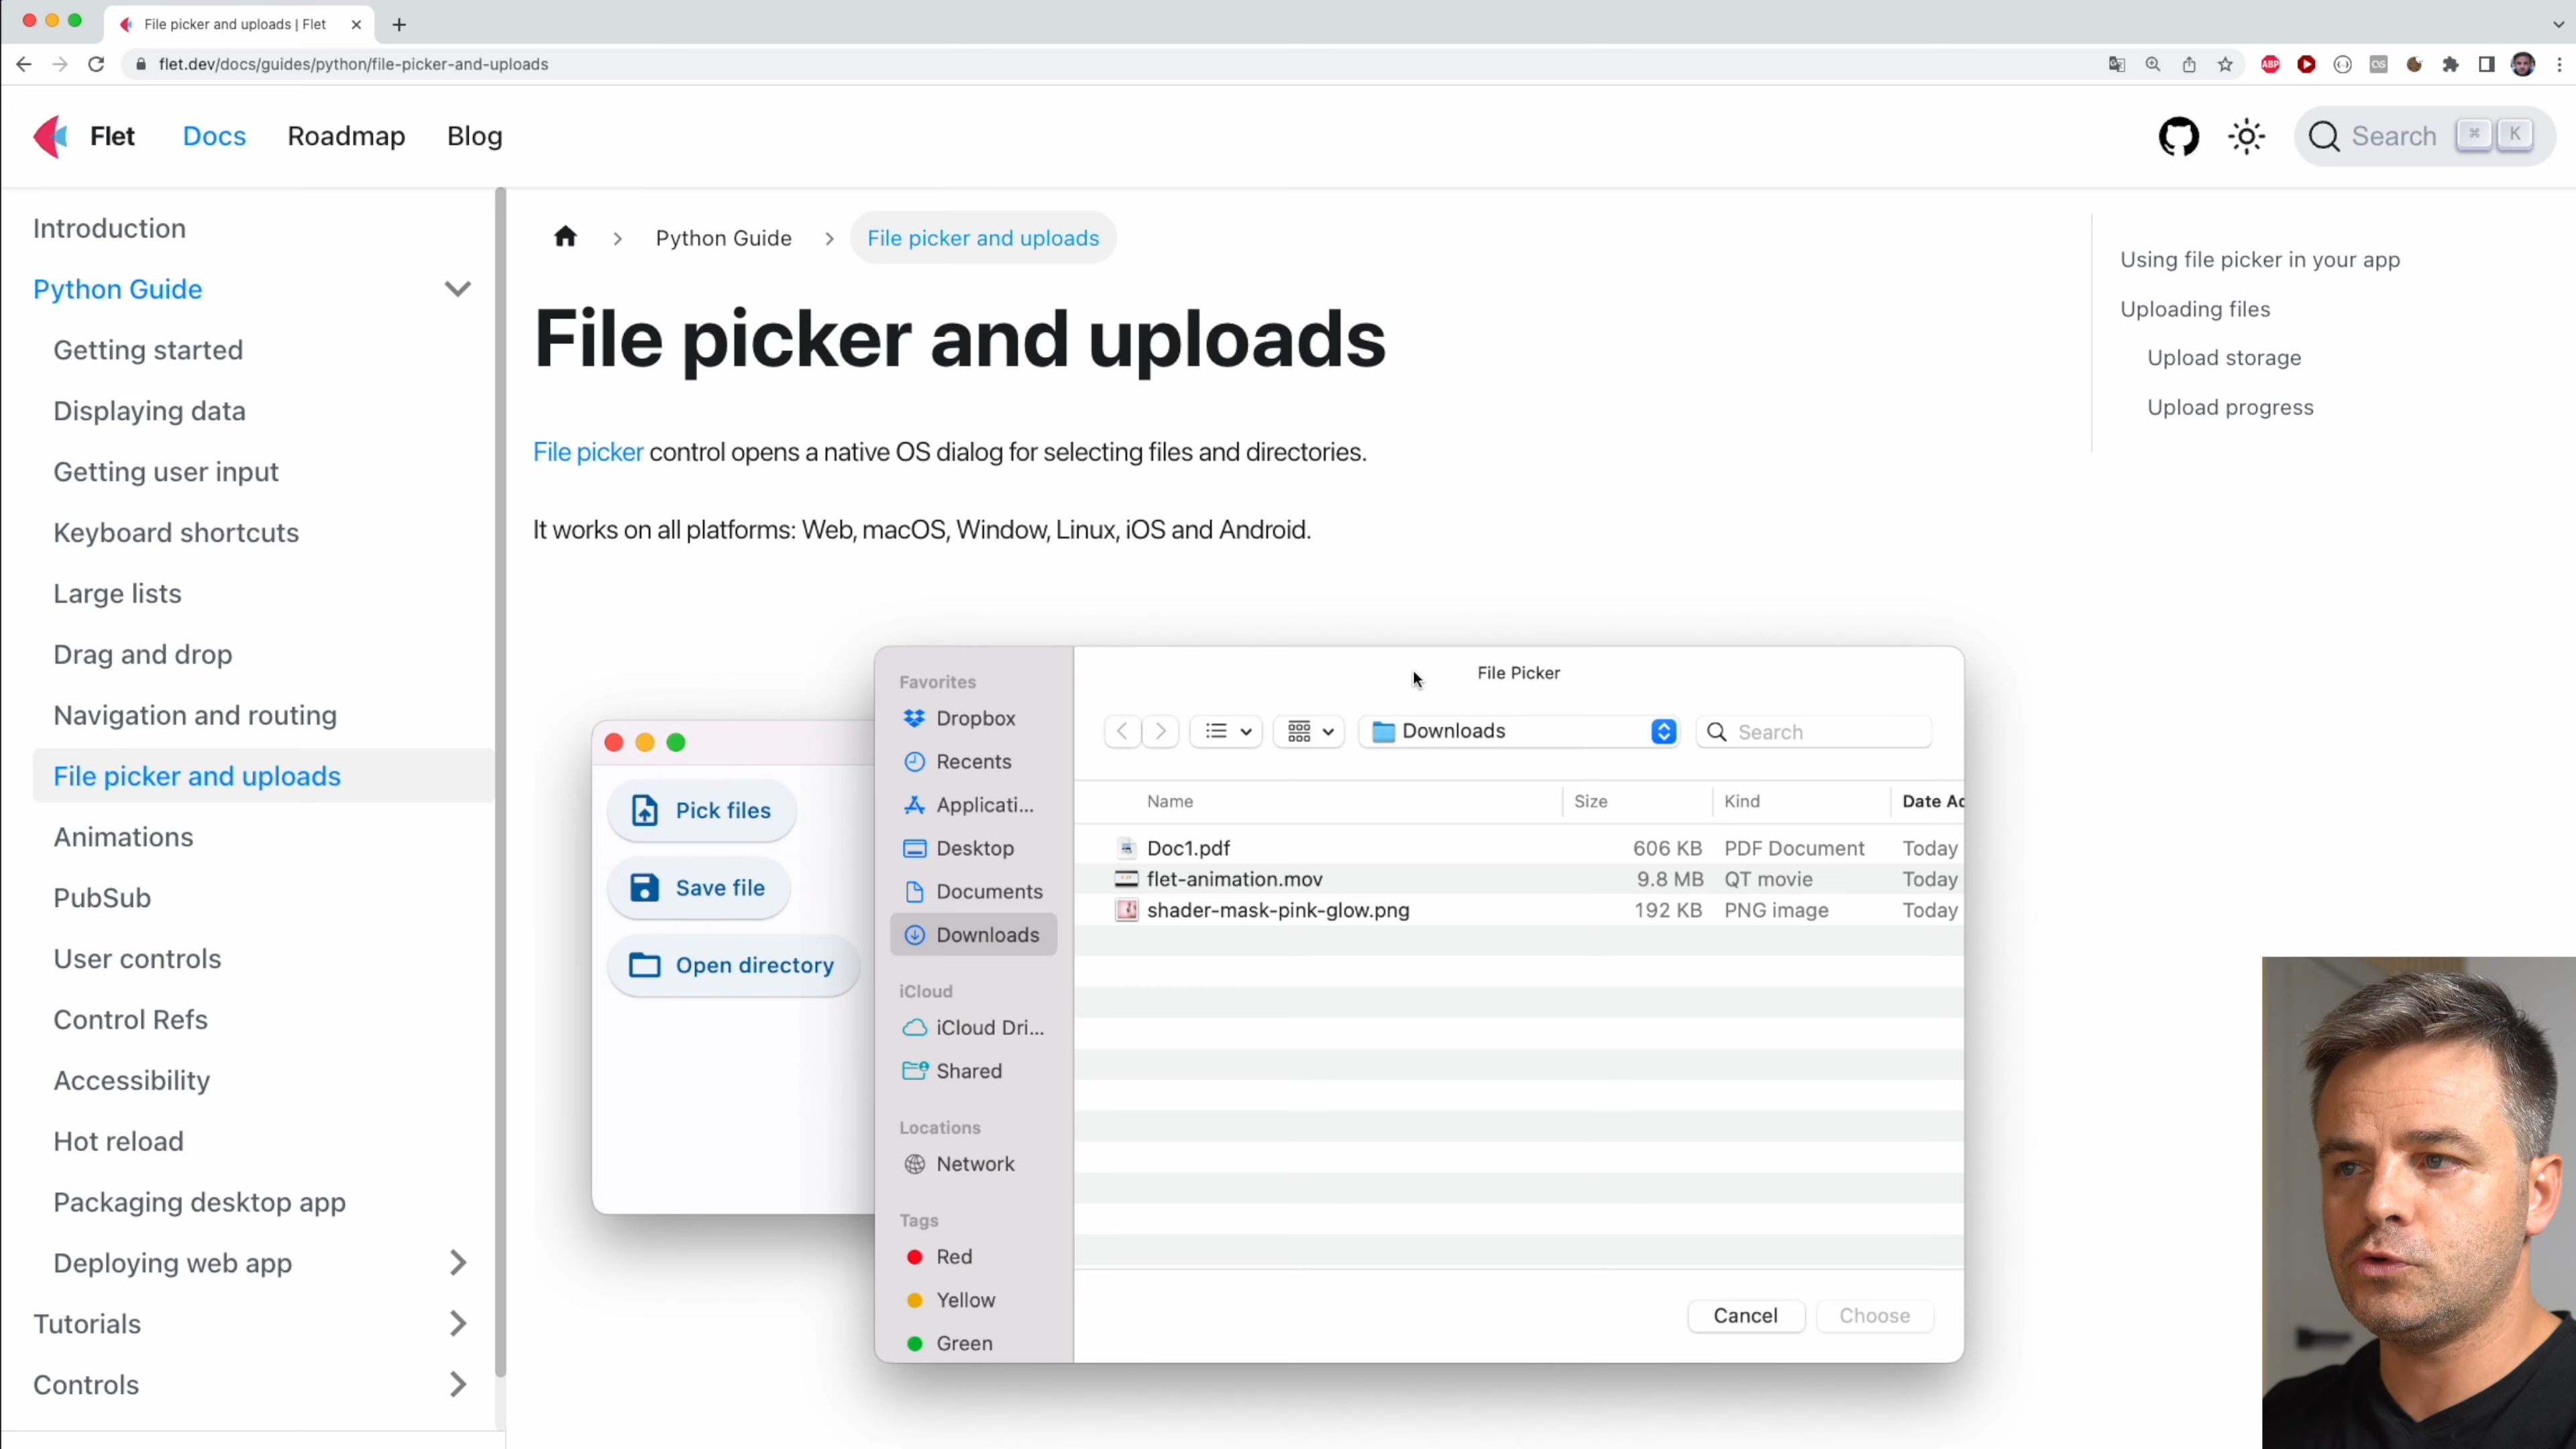 File picker and uploads | Flet
flet.dev/docs/guides/python/file-picker-and-uploads
ABP
Flet Docs Roadmap Blog
Search ⌘ K
Introduction
Python Guide
Getting started
Displaying data
Getting user input
Keyboard shortcuts
Large lists
Drag and drop
Navigation and routing
File picker and uploads
Animations
PubSub
User controls
Control Refs
Accessibility
Hot reload
Packaging desktop app
Deploying web app
Tutorials
Controls
Python Guide File picker and uploads
File picker and uploads
File picker control opens a native OS dialog for selecting files and directories.
It works on all platforms: Web, macOS, Window, Linux, iOS and Android.
Pick files
Save file
Open directory
Favorites
Dropbox
Recents
Applicati...
Desktop
Documents
Downloads
iCloud
iCloud Dri...
Shared
Locations
Network
Tags
Red
Yellow
Green
File Picker
Downloads Search
Name Size Kind Date Ad
Doc1.pdf 606 KB PDF Document Today
flet-animation.mov 9.8 MB QT movie Today
shader-mask-pink-glow.png 192 KB PNG image Today
Cancel Choose
Using file picker in your app
Uploading files
Upload storage
Upload progress